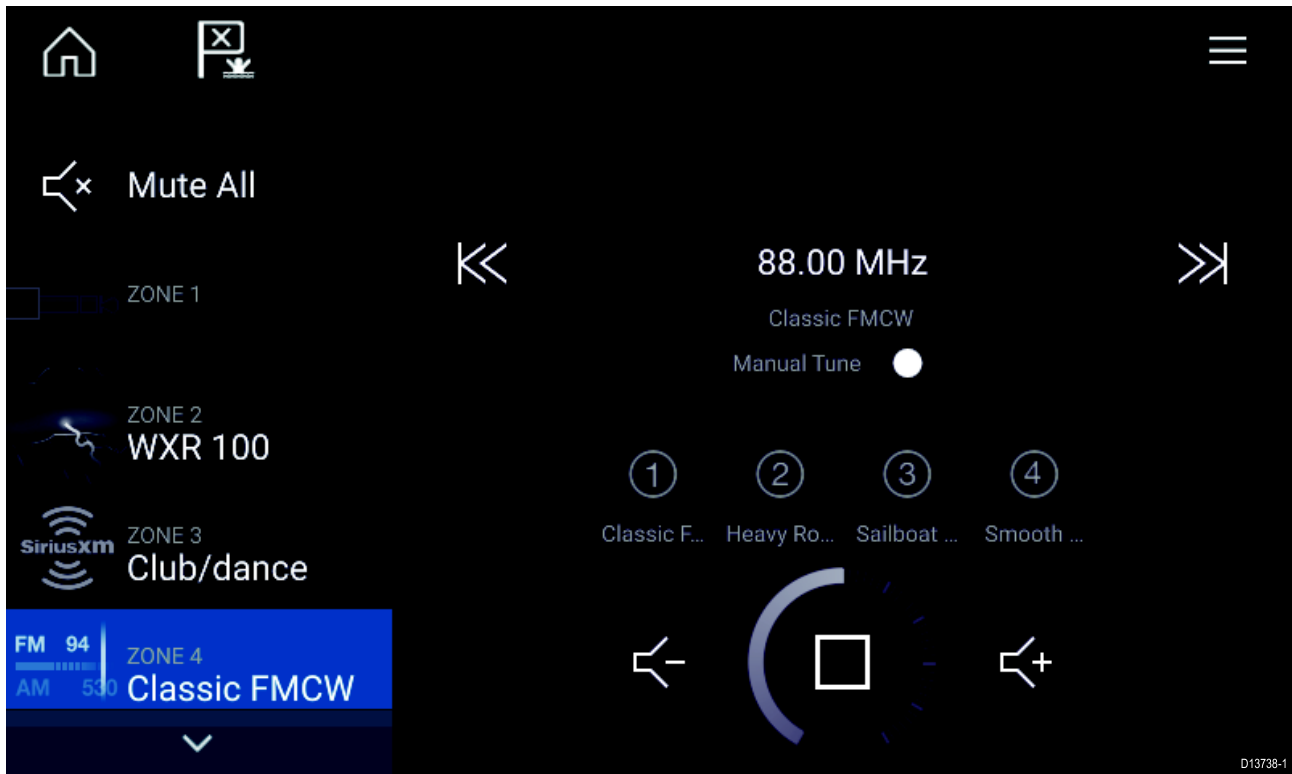 X
Mute All
ZONE 1
ZONE 2
WXR 100
SiriusXm
ZONE 3
Club/dance
FM 94
AM 530
ZONE 4
Classic FMCW
88.00 MHz
Classic FMCW
Manual Tune
1 2 3 4
Classic F... Heavy Ro... Sailboat ... Smooth ...
D13738-1